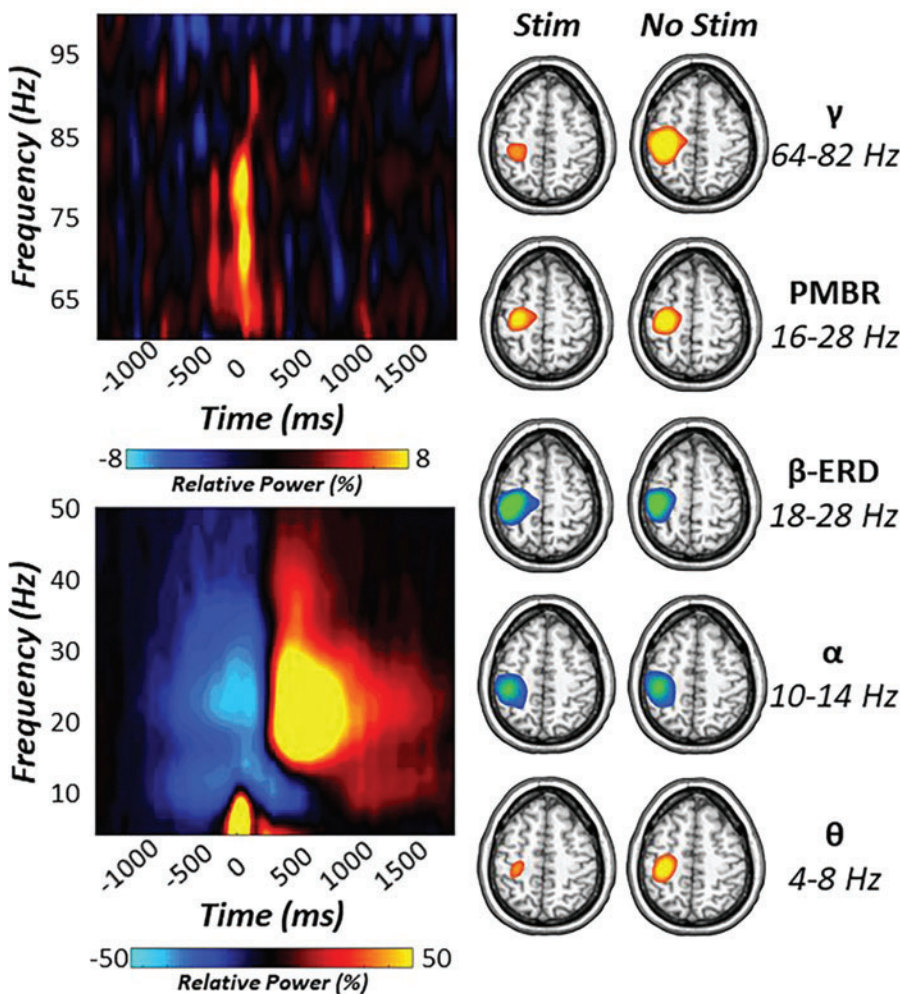 95
85
75
65
Frequency (Hz)
-1000
-500
0
500
1000
1500
Time (ms)
-8
8
Relative Power (%)
50
40
30
20
10
Frequency (Hz)
-1000
-500
0
500
1000
1500
Time (ms)
-50
50
Relative Power (%)
Stim No Stim
γ
64-82 Hz
PMBR
16-28 Hz
β-ERD
18-28 Hz
α
10-14 Hz
θ
4-8 Hz